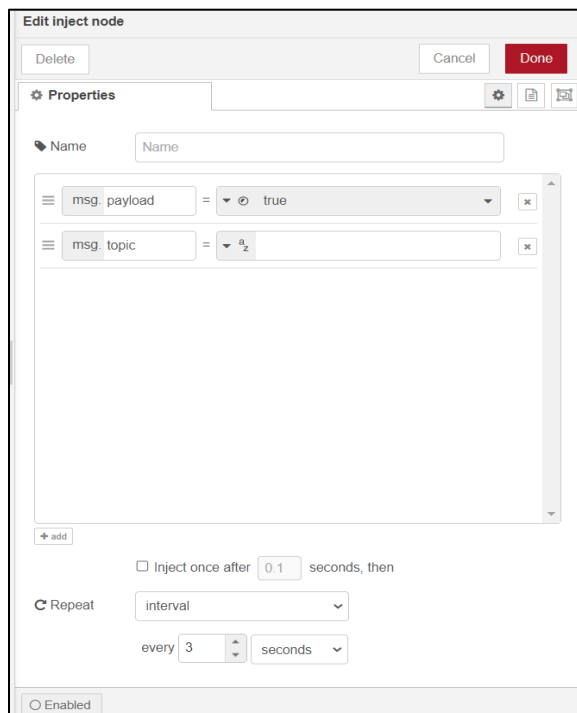 Edit inject node
Delete Cancel Done
Properties
Name Name
msg. payload = true
msg. topic = a z
+ add
Inject once after 0.1 seconds, then
Repeat interval
every 3 seconds
Enabled